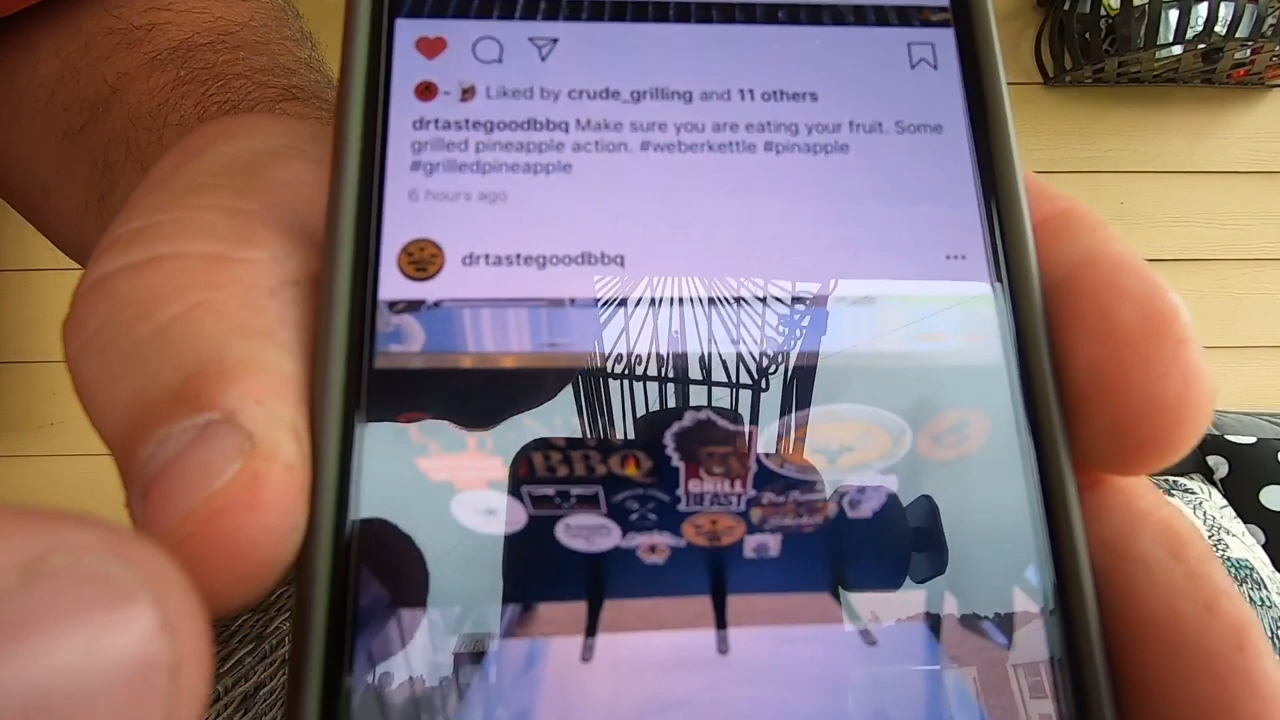 Liked by crude_grilling and 11 others
drtastegoodbbq Make sure you are eating your fruit. Some
grilled pineapple action. #weberkettle #pinapple
#grilledpineapple
6 hours ago
drtastegoodbbq
BBQ
GRILL
BEAST